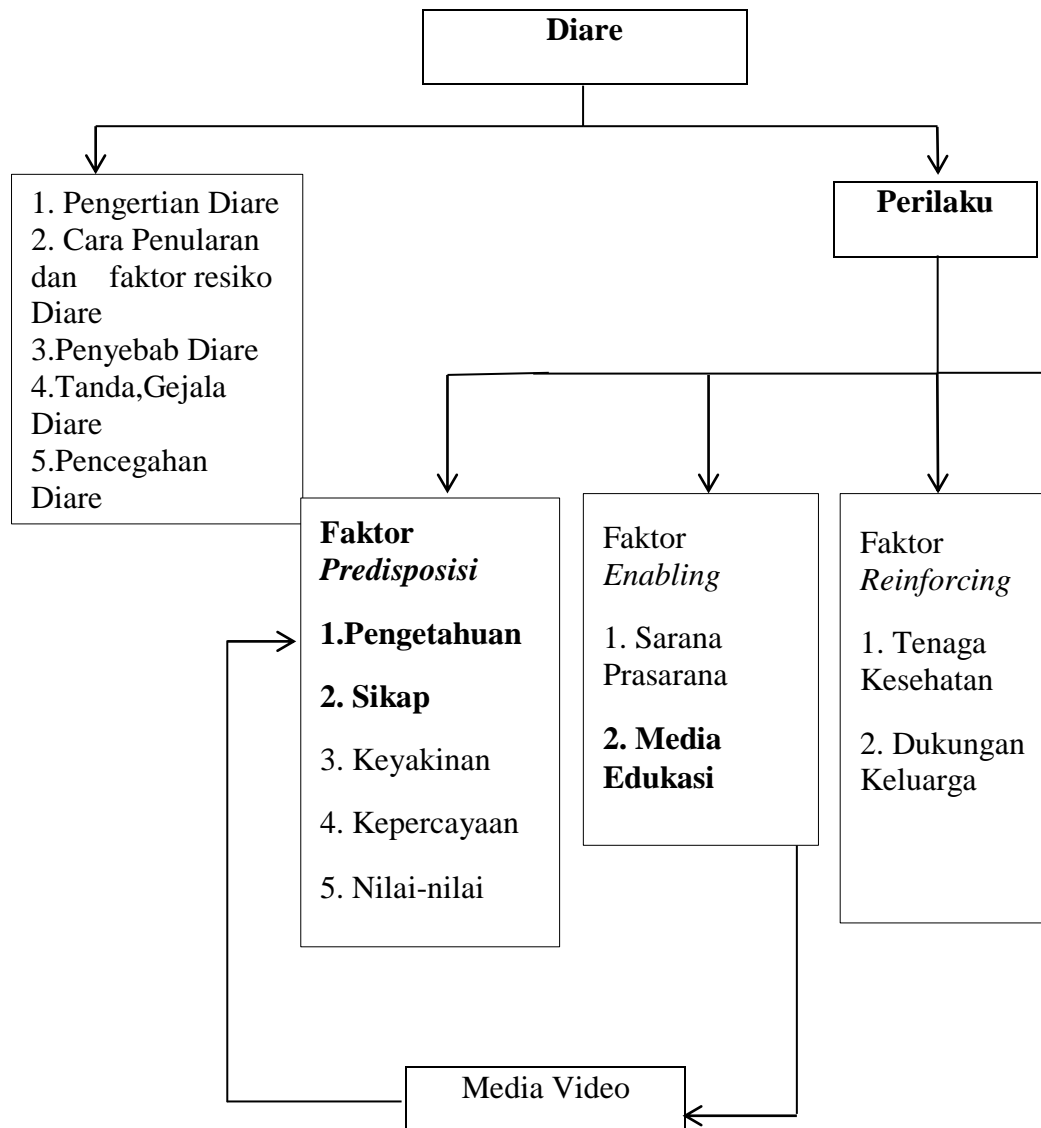 Diare
1. Pengertian Diare
2. Cara Penularan
dan faktor resiko
Diare
3.Penyebab Diare
4.Tanda,Gejala
Diare
5.Pencegahan
Diare
Perilaku
Faktor
Predisposisi
1.Pengetahuan
2. Sikap
3. Keyakinan
4. Kepercayaan
5. Nilai-nilai
Faktor
Enabling
1. Sarana
Prasarana
2. Media
Edukasi
Faktor
Reinforcing
1. Tenaga
Kesehatan
2. Dukungan
Keluarga
Media Video